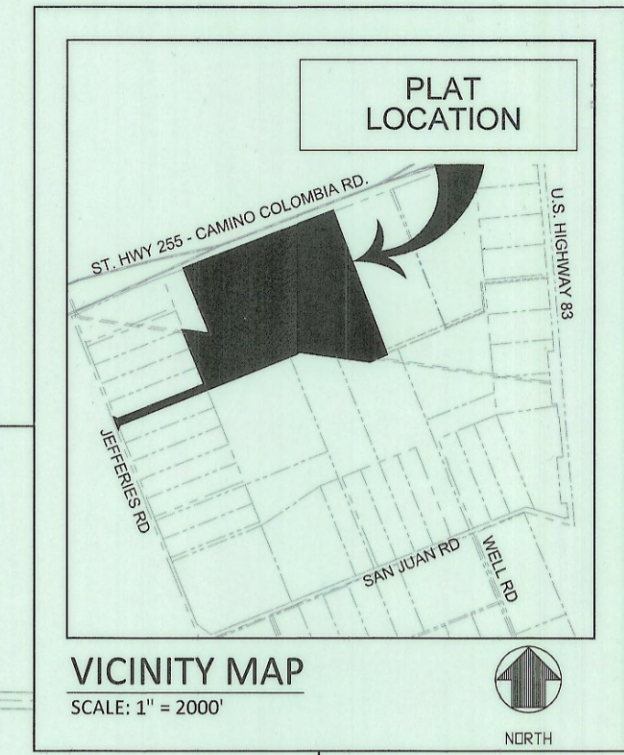 PLAT
LOCATION
ST. HWY 255 - CAMINO COLOMBIA RD.
U.S. HIGHWAY 83
JEFFERIES RD
SAN JUAN RD
WELL RD
VICINITY MAP
SCALE: 1" = 2000'
NORTH